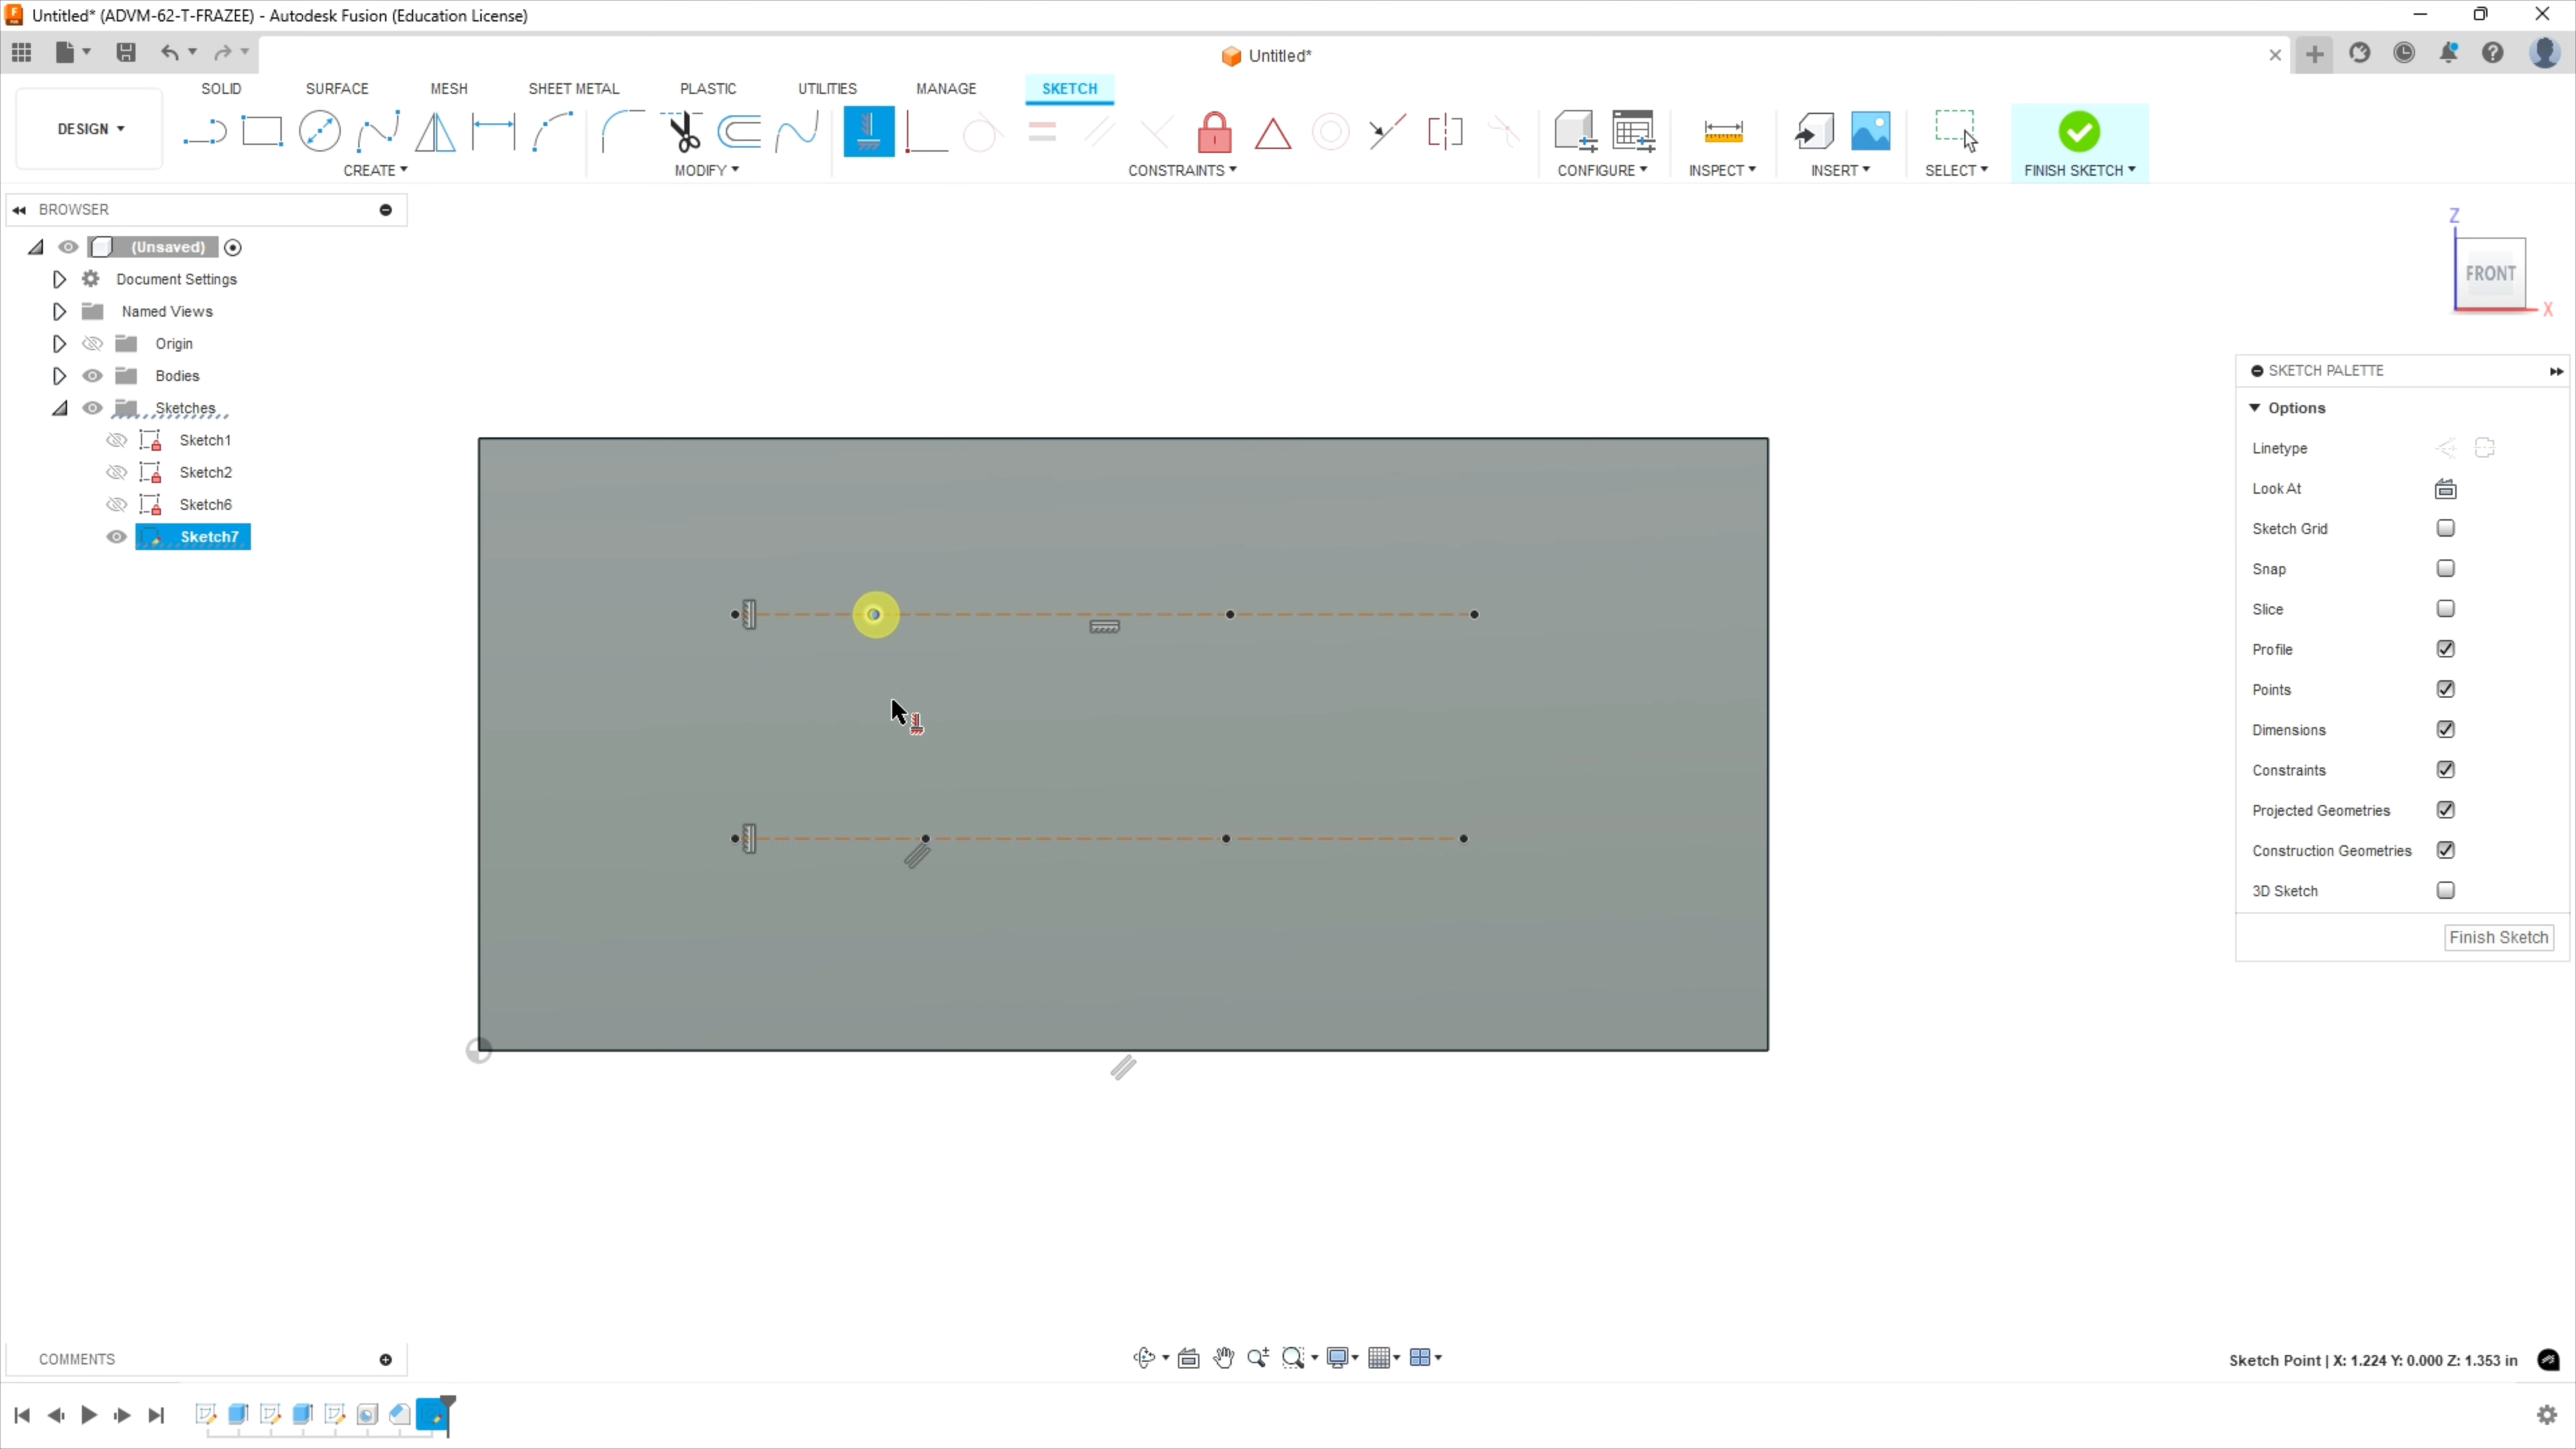 Untitled* (ADVM-62-T-FRAZEE) - Autodesk Fusion (Education License)
Untitled*
SOLID SURFACE MESH SHEET METAL PLASTIC UTILITIES MANAGE SKETCH
DESIGN
CREATE MODIFY CONSTRAINTS CONFIGURE INSPECT INSERT SELECT FINISH SKETCH
BROWSER
(Unsaved)
Document Settings
Named Views
Origin
Bodies
Sketches
Sketch1
Sketch2
Sketch6
Sketch7
Z
FRONT
X
SKETCH PALETTE
Options
Linetype
Look At
Sketch Grid
Snap
Slice
Profile
Points
Dimensions
Constraints
Projected Geometries
Construction Geometries
3D Sketch
Finish Sketch
COMMENTS
Sketch Point | X: 1.224 Y: 0.000 Z: 1.353 in